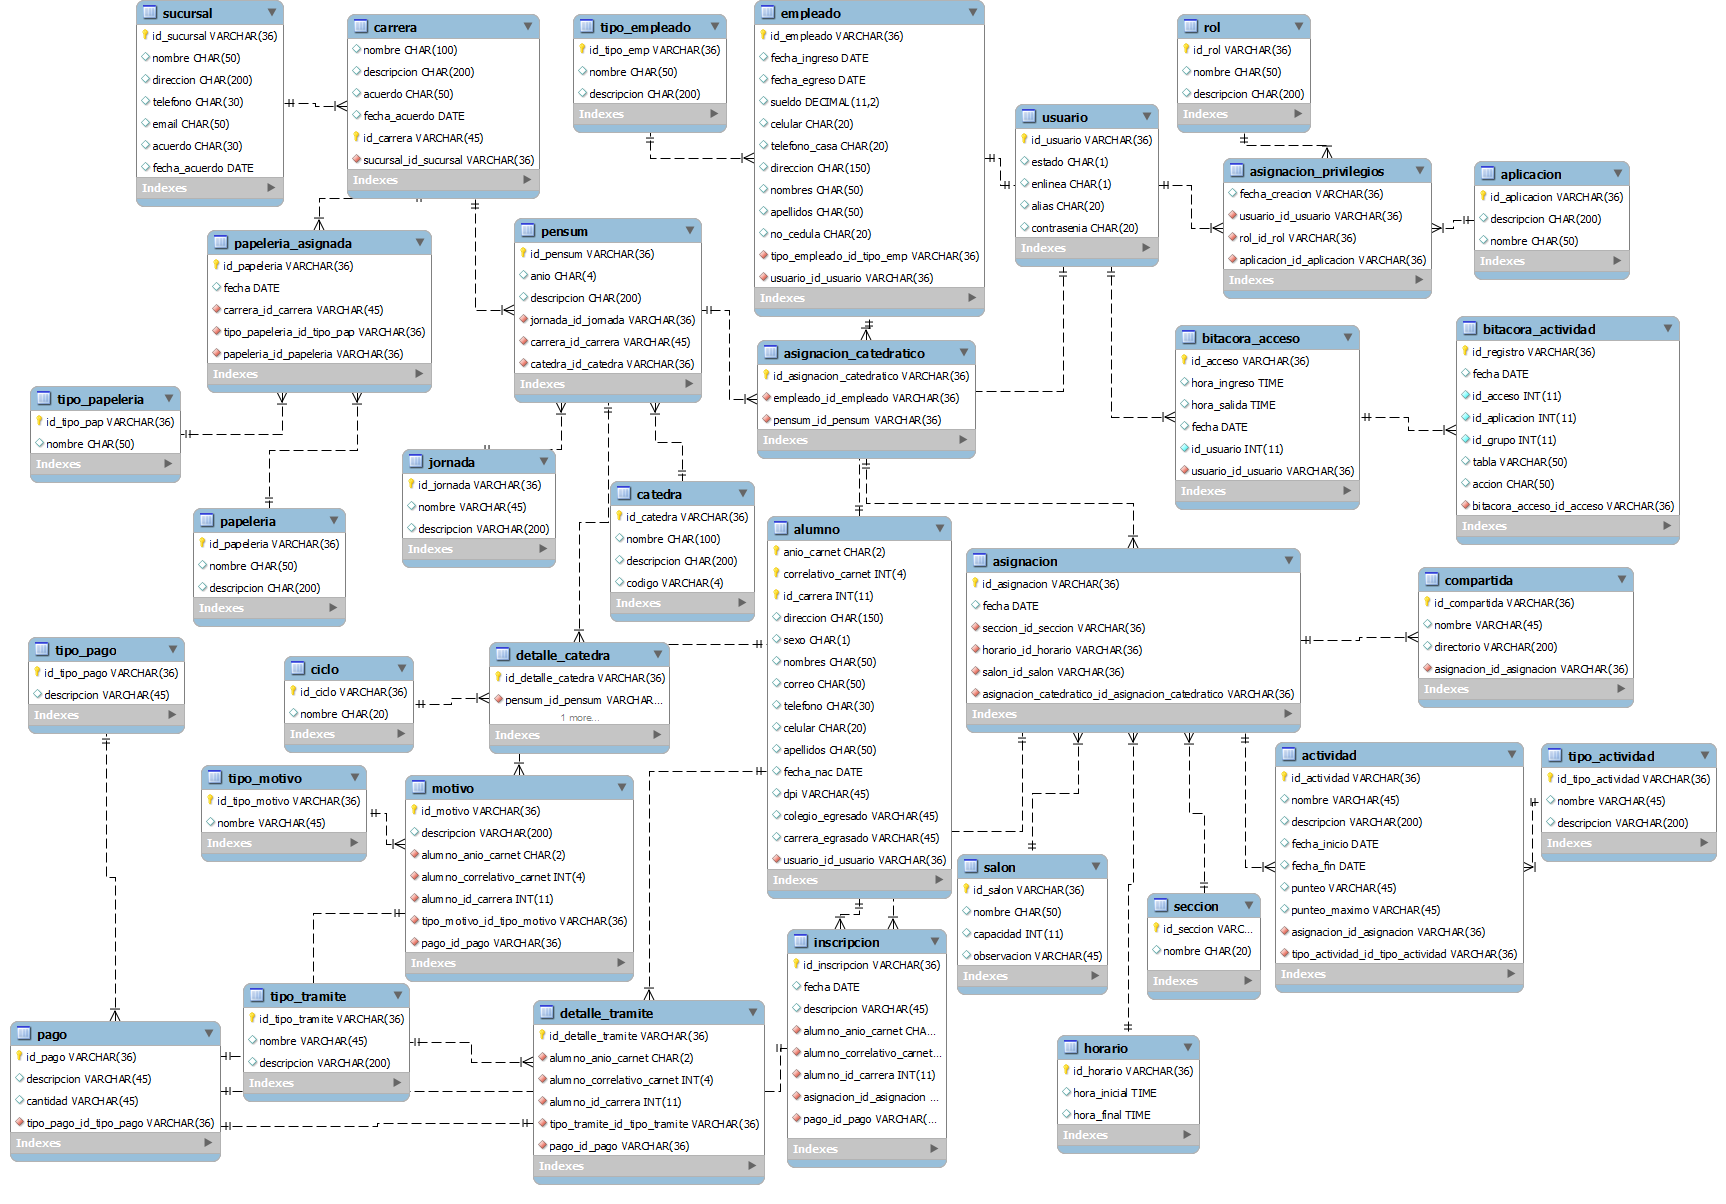 sucursal
id_sucursal VARCHAR(36)
nombre CHAR(50)
direccion CHAR(200)
telefono CHAR(30)
email CHAR(50)
acuerdo CHAR(30)
fecha_acuerdo DATE
Indexes
carrera
nombre CHAR(100)
descripcion CHAR(200)
acuerdo CHAR(50)
fecha_acuerdo DATE
id_carrera VARCHAR(45)
sucursal_id_sucursal VARCHAR(36)
Indexes
tipo_empleado
id_tipo_emp VARCHAR(36)
nombre CHAR(50)
descripcion CHAR(200)
Indexes
empleado
id_empleado VARCHAR(36)
fecha_ingreso DATE
fecha_egreso DATE
sueldo DECIMAL(11,2)
celular CHAR(20)
telefono_casa CHAR(20)
direccion CHAR(150)
nombres CHAR(50)
apellidos CHAR(50)
no_cedula CHAR(20)
tipo_empleado_id_tipo_emp VARCHAR(36)
usuario_id_usuario VARCHAR(36)
Indexes
usuario
id_usuario VARCHAR(36)
estado CHAR(1)
enlinea CHAR(1)
alias CHAR(20)
contrasenia CHAR(20)
Indexes
rol
id_rol VARCHAR(36)
nombre CHAR(50)
descripcion CHAR(200)
Indexes
asignacion_privilegios
fecha_creacion VARCHAR(36)
usuario_id_usuario VARCHAR(36)
rol_id_rol VARCHAR(36)
aplicacion_id_aplicacion VARCHAR(36)
Indexes
aplicacion
id_aplicacion VARCHAR(36)
descripcion CHAR(200)
nombre CHAR(50)
Indexes
papeleria_asignada
id_papeleria VARCHAR(36)
fecha DATE
carrera_id_carrera VARCHAR(45)
tipo_papeleria_id_tipo_pap VARCHAR(36)
papeleria_id_papeleria VARCHAR(36)
Indexes
pensum
id_pensum VARCHAR(36)
anio CHAR(4)
descripcion CHAR(200)
jornada_id_jornada VARCHAR(36)
carrera_id_carrera VARCHAR(45)
catedra_id_catedra VARCHAR(36)
Indexes
asignacion_catedratico
id_asignacion_catedratico VARCHAR(36)
empleado_id_empleado VARCHAR(36)
pensum_id_pensum VARCHAR(36)
Indexes
bitacora_acceso
id_acceso VARCHAR(36)
hora_ingreso TIME
hora_salida TIME
fecha DATE
id_usuario INT(11)
usuario_id_usuario VARCHAR(36)
Indexes
bitacora_actividad
id_registro VARCHAR(36)
fecha DATE
id_acceso INT(11)
id_aplicacion INT(11)
id_grupo INT(11)
tabla VARCHAR(50)
accion CHAR(50)
bitacora_acceso_id_acceso VARCHAR(36)
Indexes
tipo_papeleria
id_tipo_pap VARCHAR(36)
nombre CHAR(50)
Indexes
jornada
id_jornada VARCHAR(36)
nombre VARCHAR(45)
descripcion VARCHAR(200)
Indexes
catedra
id_catedra VARCHAR(36)
nombre CHAR(100)
descripcion CHAR(200)
codigo VARCHAR(4)
Indexes
papeleria
id_papeleria VARCHAR(36)
nombre CHAR(50)
descripcion CHAR(200)
Indexes
alumno
anio_carnet CHAR(2)
correlativo_carnet INT(4)
id_carrera INT(11)
direccion CHAR(150)
sexo CHAR(1)
nombres CHAR(50)
correo CHAR(50)
telefono CHAR(30)
celular CHAR(20)
apellidos CHAR(50)
fecha_nac DATE
dpi VARCHAR(45)
colegio_egresado VARCHAR(45)
carrera_egrasado VARCHAR(45)
usuario_id_usuario VARCHAR(36)
Indexes
asignacion
id_asignacion VARCHAR(36)
fecha DATE
seccion_id_seccion VARCHAR(36)
horario_id_horario VARCHAR(36)
salon_id_salon VARCHAR(36)
asignacion_catedratico_id_asignacion_catedratico VARCHAR(36)
Indexes
compartida
id_compartida VARCHAR(36)
nombre VARCHAR(45)
directorio VARCHAR(200)
asignacion_id_asignacion VARCHAR(36)
Indexes
tipo_pago
id_tipo_pago VARCHAR(36)
descripcion VARCHAR(45)
Indexes
ciclo
id_ciclo VARCHAR(36)
nombre CHAR(20)
Indexes
detalle_catedra
id_detalle_catedra VARCHAR(36)
pensum_id_pensum VARCHAR...
1 more...
Indexes
tipo_motivo
id_tipo_motivo VARCHAR(36)
nombre VARCHAR(45)
Indexes
motivo
id_motivo VARCHAR(36)
descripcion VARCHAR(200)
alumno_anio_carnet CHAR(2)
alumno_correlativo_carnet INT(4)
alumno_id_carrera INT(11)
tipo_motivo_id_tipo_motivo VARCHAR(36)
pago_id_pago VARCHAR(36)
Indexes
salon
id_salon VARCHAR(36)
nombre CHAR(50)
capacidad INT(11)
observacion VARCHAR(45)
Indexes
seccion
id_seccion VARC...
nombre CHAR(20)
Indexes
actividad
id_actividad VARCHAR(36)
nombre VARCHAR(45)
descripcion VARCHAR(200)
fecha_inicio DATE
fecha_fin DATE
punteo VARCHAR(45)
punteo_maximo VARCHAR(45)
asignacion_id_asignacion VARCHAR(36)
tipo_actividad_id_tipo_actividad VARCHAR(36)
Indexes
tipo_actividad
id_tipo_actividad VARCHAR(36)
nombre VARCHAR(45)
descripcion VARCHAR(200)
Indexes
pago
id_pago VARCHAR(36)
descripcion VARCHAR(45)
cantidad VARCHAR(45)
tipo_pago_id_tipo_pago VARCHAR(36)
Indexes
tipo_tramite
id_tipo_tramite VARCHAR(36)
nombre VARCHAR(45)
descripcion VARCHAR(200)
Indexes
detalle_tramite
id_detalle_tramite VARCHAR(36)
alumno_anio_carnet CHAR(2)
alumno_correlativo_carnet INT(4)
alumno_id_carrera INT(11)
tipo_tramite_id_tipo_tramite VARCHAR(36)
pago_id_pago VARCHAR(36)
Indexes
inscripcion
id_inscripcion VARCHAR(36)
fecha DATE
descripcion VARCHAR(45)
alumno_anio_carnet CHA...
alumno_correlativo_carnet...
alumno_id_carrera INT(11)
asignacion_id_asignacion ...
pago_id_pago VARCHAR(...
Indexes
horario
id_horario VARCHAR(36)
hora_inicial TIME
hora_final TIME
Indexes